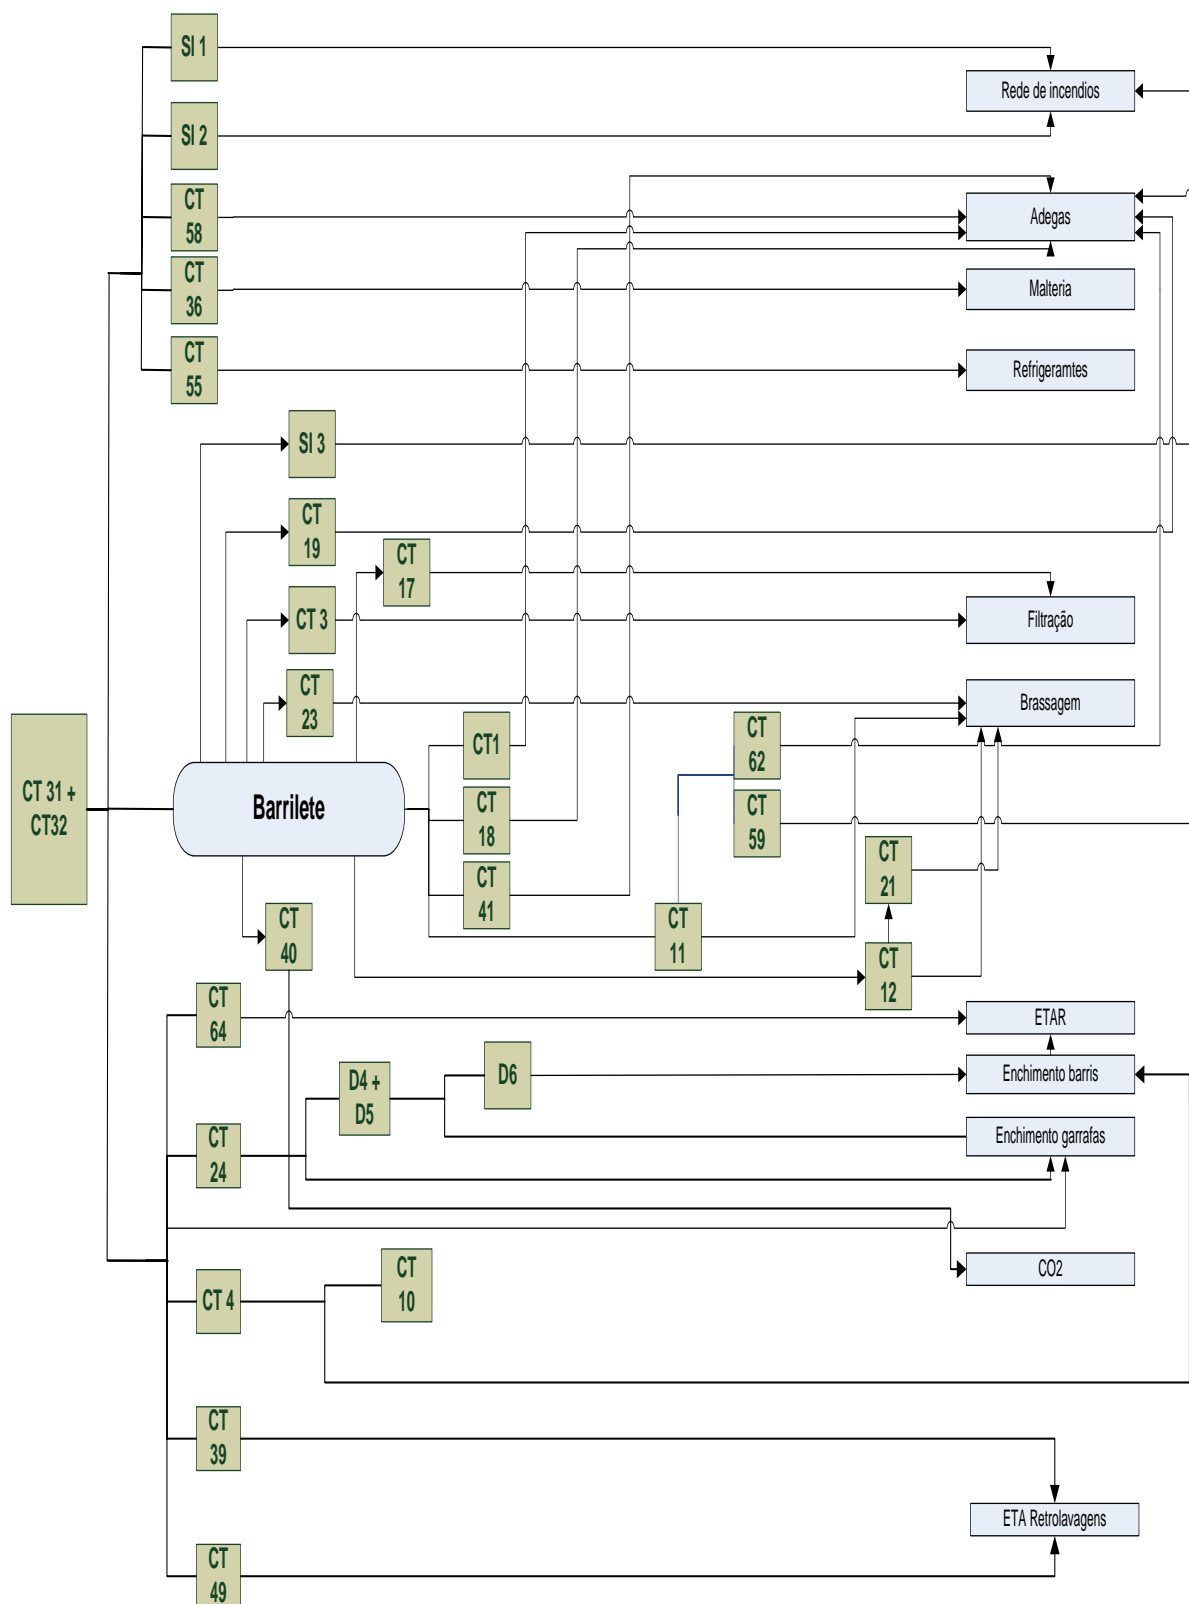 SI 1
Rede de incendios
SI 2
CT
58
Adegas
CT
36
Malteria
CT
55
Refrigeramtes
SI 3
CT
19
CT
17
CT 3
Filtração
CT
23
Brassagem
CT 31 +
CT32
Barrilete
CT1
CT
62
CT
18
CT
59
CT
41
CT
21
CT
40
CT
11
CT
12
CT
64
ETAR
D4 +
D5
D6
Enchimento barris
CT
24
Enchimento garrafas
CT 4
CT
10
CO2
CT
39
ETA Retrolavagens
CT
49